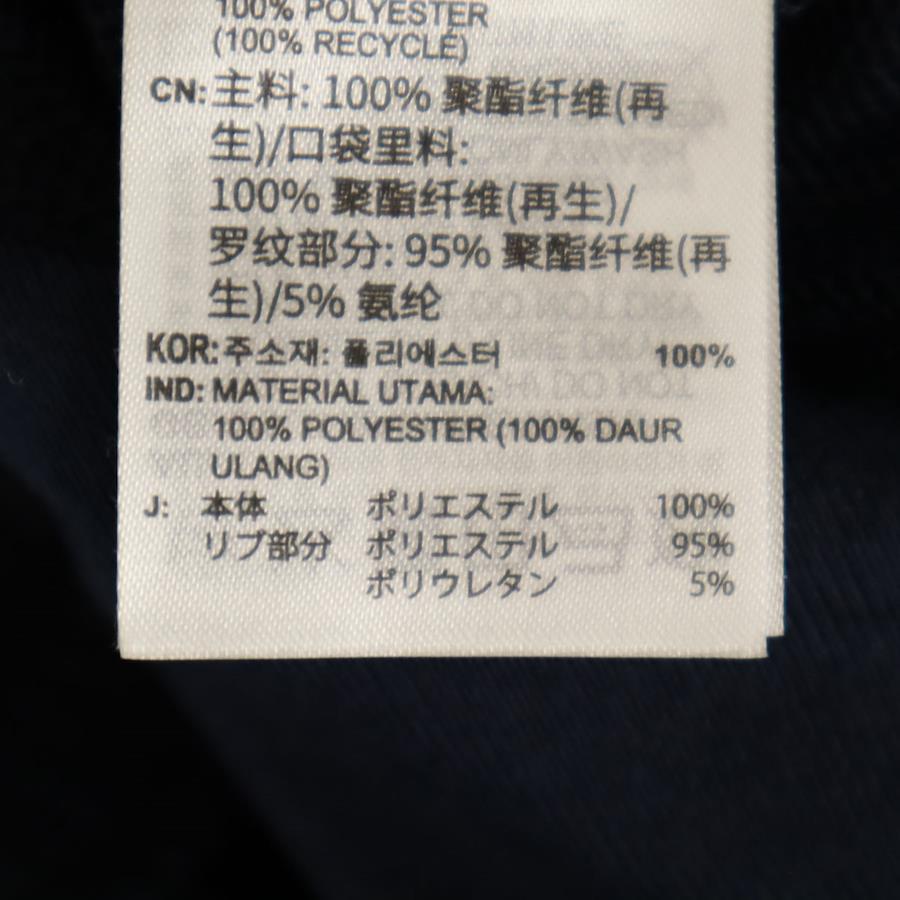 100% POLYESTER
(100% RECYCLÉ)
CN: 主料: 100% 聚酯纤维(再
生)/口袋里料:
100% 聚酯纤维(再生)/
罗纹部分: 95% 聚酯纤维(再
生)/5% 氨纶
KOR: 주소재: 폴리에스터 100%
IND: MATERIAL UTAMA:
100% POLYESTER (100% DAUR
ULANG)
J: 本体 ポリエステル 100%
リブ部分 ポリエステル 95%
ポリウレタン 5%